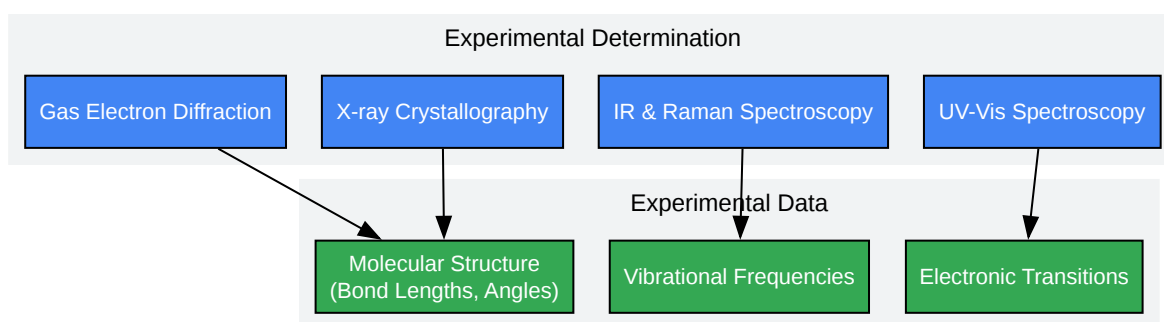 Experimental Determination
Gas Electron Diffraction
X-ray Crystallography
IR & Raman Spectroscopy
UV-Vis Spectroscopy
Experimental Data
Molecular Structure
(Bond Lengths, Angles)
Vibrational Frequencies
Electronic Transitions